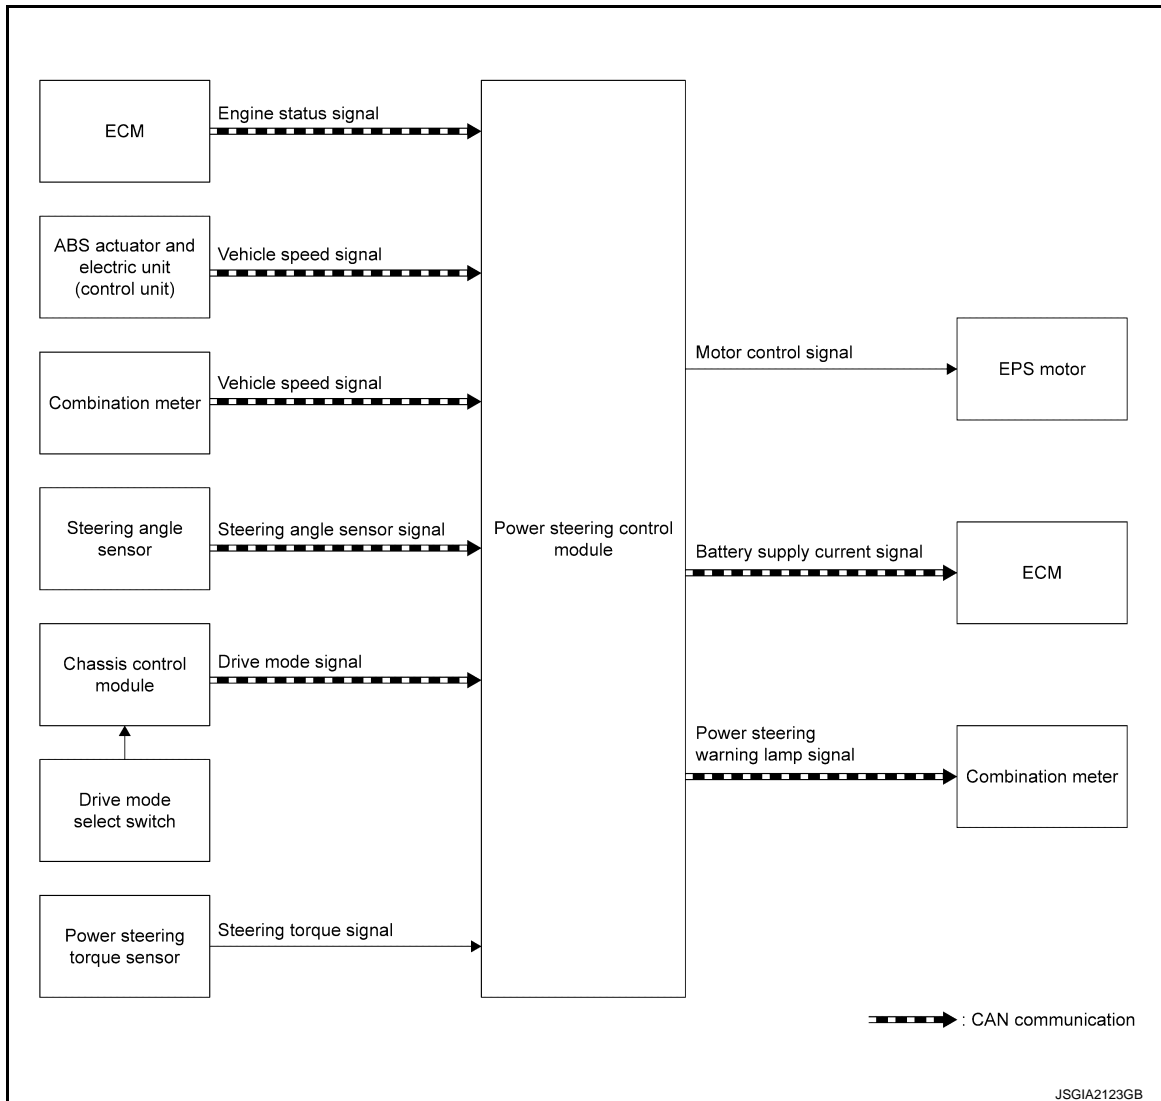 ECM
Engine status signal
ABS actuator and
electric unit
(control unit)
Vehicle speed signal
Combination meter
Vehicle speed signal
Steering angle
sensor
Steering angle sensor signal
Chassis control
module
Drive mode signal
Drive mode
select switch
Power steering
torque sensor
Steering torque signal
Power steering control
module
Motor control signal
EPS motor
Battery supply current signal
ECM
Power steering
warning lamp signal
Combination meter
: CAN communication
JSGIA2123GB